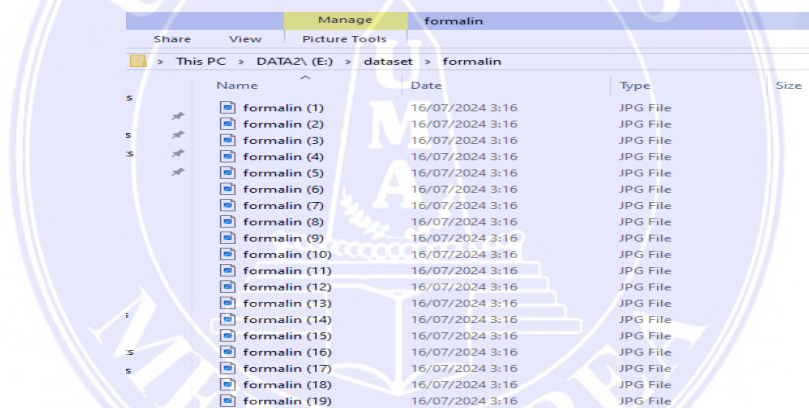 Manage formalin
Share View Picture Tools
> This PC > DATA2\ (E:) > dataset > formalin
Name Date Type Size
formalin (1) 16/07/2024 3:16 JPG File
formalin (2) 16/07/2024 3:16 JPG File
formalin (3) 16/07/2024 3:16 JPG File
formalin (4) 16/07/2024 3:16 JPG File
formalin (5) 16/07/2024 3:16 JPG File
formalin (6) 16/07/2024 3:16 JPG File
formalin (7) 16/07/2024 3:16 JPG File
formalin (8) 16/07/2024 3:16 JPG File
formalin (9) 16/07/2024 3:16 JPG File
formalin (10) 16/07/2024 3:16 JPG File
formalin (11) 16/07/2024 3:16 JPG File
formalin (12) 16/07/2024 3:16 JPG File
formalin (13) 16/07/2024 3:16 JPG File
formalin (14) 16/07/2024 3:16 JPG File
formalin (15) 16/07/2024 3:16 JPG File
formalin (16) 16/07/2024 3:16 JPG File
formalin (17) 16/07/2024 3:16 JPG File
formalin (18) 16/07/2024 3:16 JPG File
formalin (19) 16/07/2024 3:16 JPG File
UMA